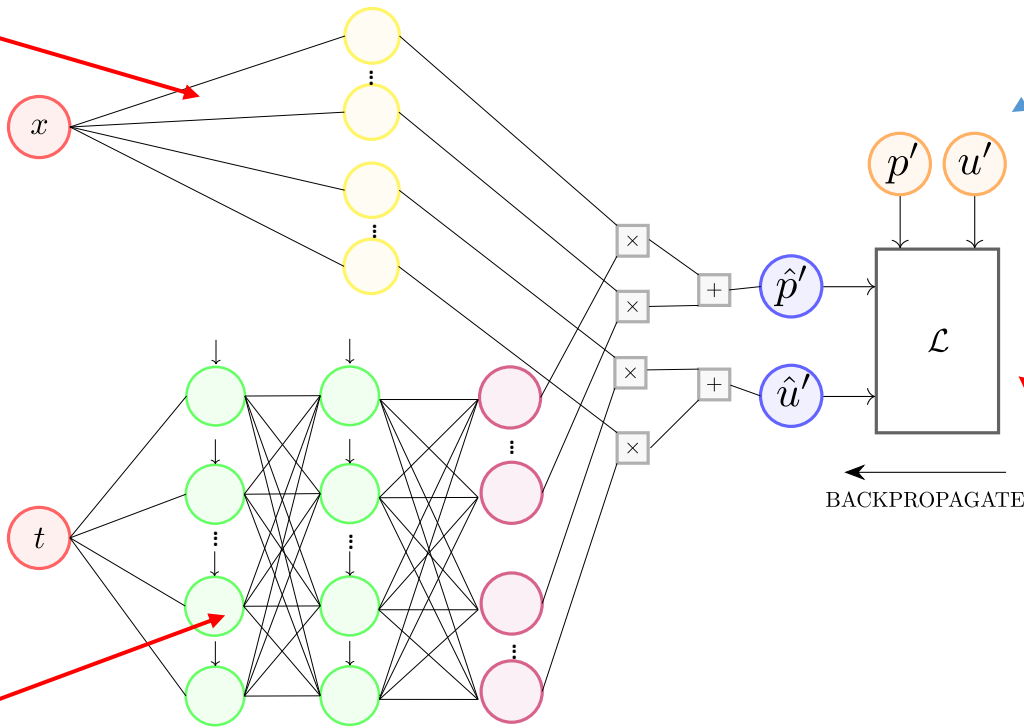 x
p′ u′
×
×
+
p̂′
ℒ
×
+
û′
×
BACKPROPAGATE
t